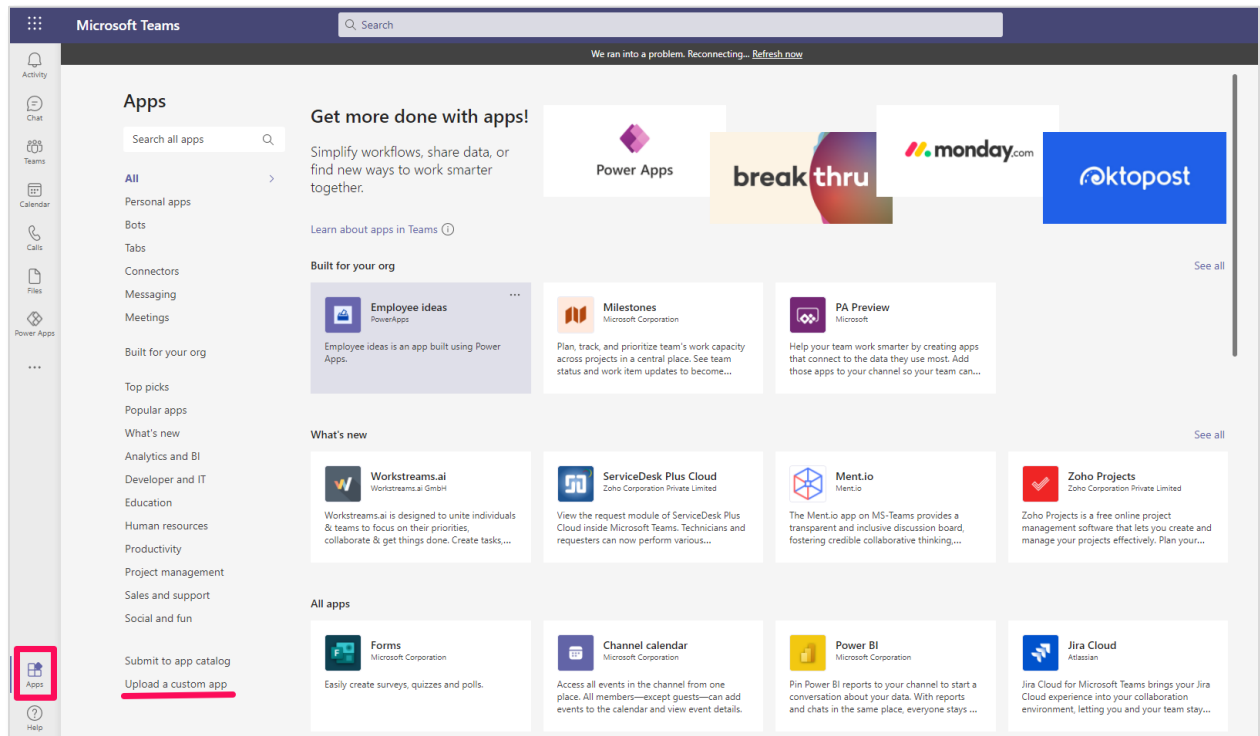 Microsoft Teams
Search
We ran into a problem. Reconnecting... Refresh now
Activity
Chat
Teams
Calendar
Calls
Files
Power Apps
Apps
Help
Apps
Search all apps
All
Personal apps
Bots
Tabs
Connectors
Messaging
Meetings
Built for your org
Top picks
Popular apps
What's new
Analytics and BI
Developer and IT
Education
Human resources
Productivity
Project management
Sales and support
Social and fun
Submit to app catalog
Upload a custom app
Get more done with apps!
Simplify workflows, share data, or
find new ways to work smarter
together.
Learn about apps in Teams
Power Apps
break thru
monday.com
oktopost
Built for your org
See all
Employee ideas
PowerApps
Employee ideas is an app built using Power
Apps.
Milestones
Microsoft Corporation
Plan, track, and prioritize team's work capacity
across projects in a central place. See team
status and work item updates to become...
PA Preview
Microsoft
Help your team work smarter by creating apps
that connect to the data they use most. Add
those apps to your channel so your team can...
What's new
See all
Workstreams.ai
Workstreams.ai GmbH
Workstreams.ai is designed to unite individuals
& teams to focus on their priorities,
collaborate & get things done. Create tasks,...
ServiceDesk Plus Cloud
Zoho Corporation Private Limited
View the request module of ServiceDesk Plus
Cloud inside Microsoft Teams. Technicians and
requesters can now perform various...
Ment.io
Ment.io
The Ment.io app on MS-Teams provides a
transparent and inclusive discussion board,
fostering credible collaborative thinking,...
Zoho Projects
Zoho Corporation Private Limited
Zoho Projects is a free online project
management software that lets you create and
manage your projects effectively. Plan your...
All apps
Forms
Microsoft Corporation
Easily create surveys, quizzes and polls.
Channel calendar
Microsoft Corporation
Access all events in the channel from one
place. All members—except guests—can add
events to the calendar and view event details.
Power BI
Microsoft Corporation
Pin Power BI reports to your channel to start a
conversation about your data. With reports
and chats in the same place, everyone stays ...
Jira Cloud
Atlassian
Jira Cloud for Microsoft Teams brings your Jira
Cloud experience into your collaboration
environment, letting you and your team stay...